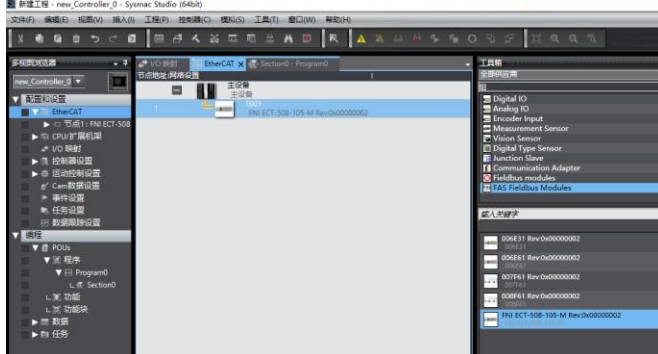 新建工程 - new_Controller_0 - Sysmac Studio (64bit)
文件(F) 编辑(E) 视图(V) 插入(I) 工程(P) 控制器(C) 模拟(S) 工具(T) 窗口(W) 帮助(H)
多视图浏览器
new_Controller_0
配置和设置
EtherCAT
节点1 : FNI ECT-508
CPU/扩展机架
I/O 映射
控制器设置
运动控制设置
Cam数据设置
事件设置
任务设置
数据跟踪设置
编程
POUs
程序
Program0
Section0
功能
功能块
数据
任务
I/O 映射
EtherCAT
Section0 - Program0
节点地址/网络设置
主设备
主设备
1
E001
FNI ECT-508-105-M Rev:0x00000002
工具箱
全部供应商
Digital IO
Analog IO
Encoder Input
Measurement Sensor
Vision Sensor
Digital Type Sensor
Junction Slave
Communication Adapter
Fieldbus modules
FAS Fieldbus Modules
输入关键字
006E31 Rev:0x00000002
006E31
006E61 Rev:0x00000002
006E61
007F61 Rev:0x00000002
007F61
008F61 Rev:0x00000002
008F61
FNI ECT-508-105-M Rev:0x00000002